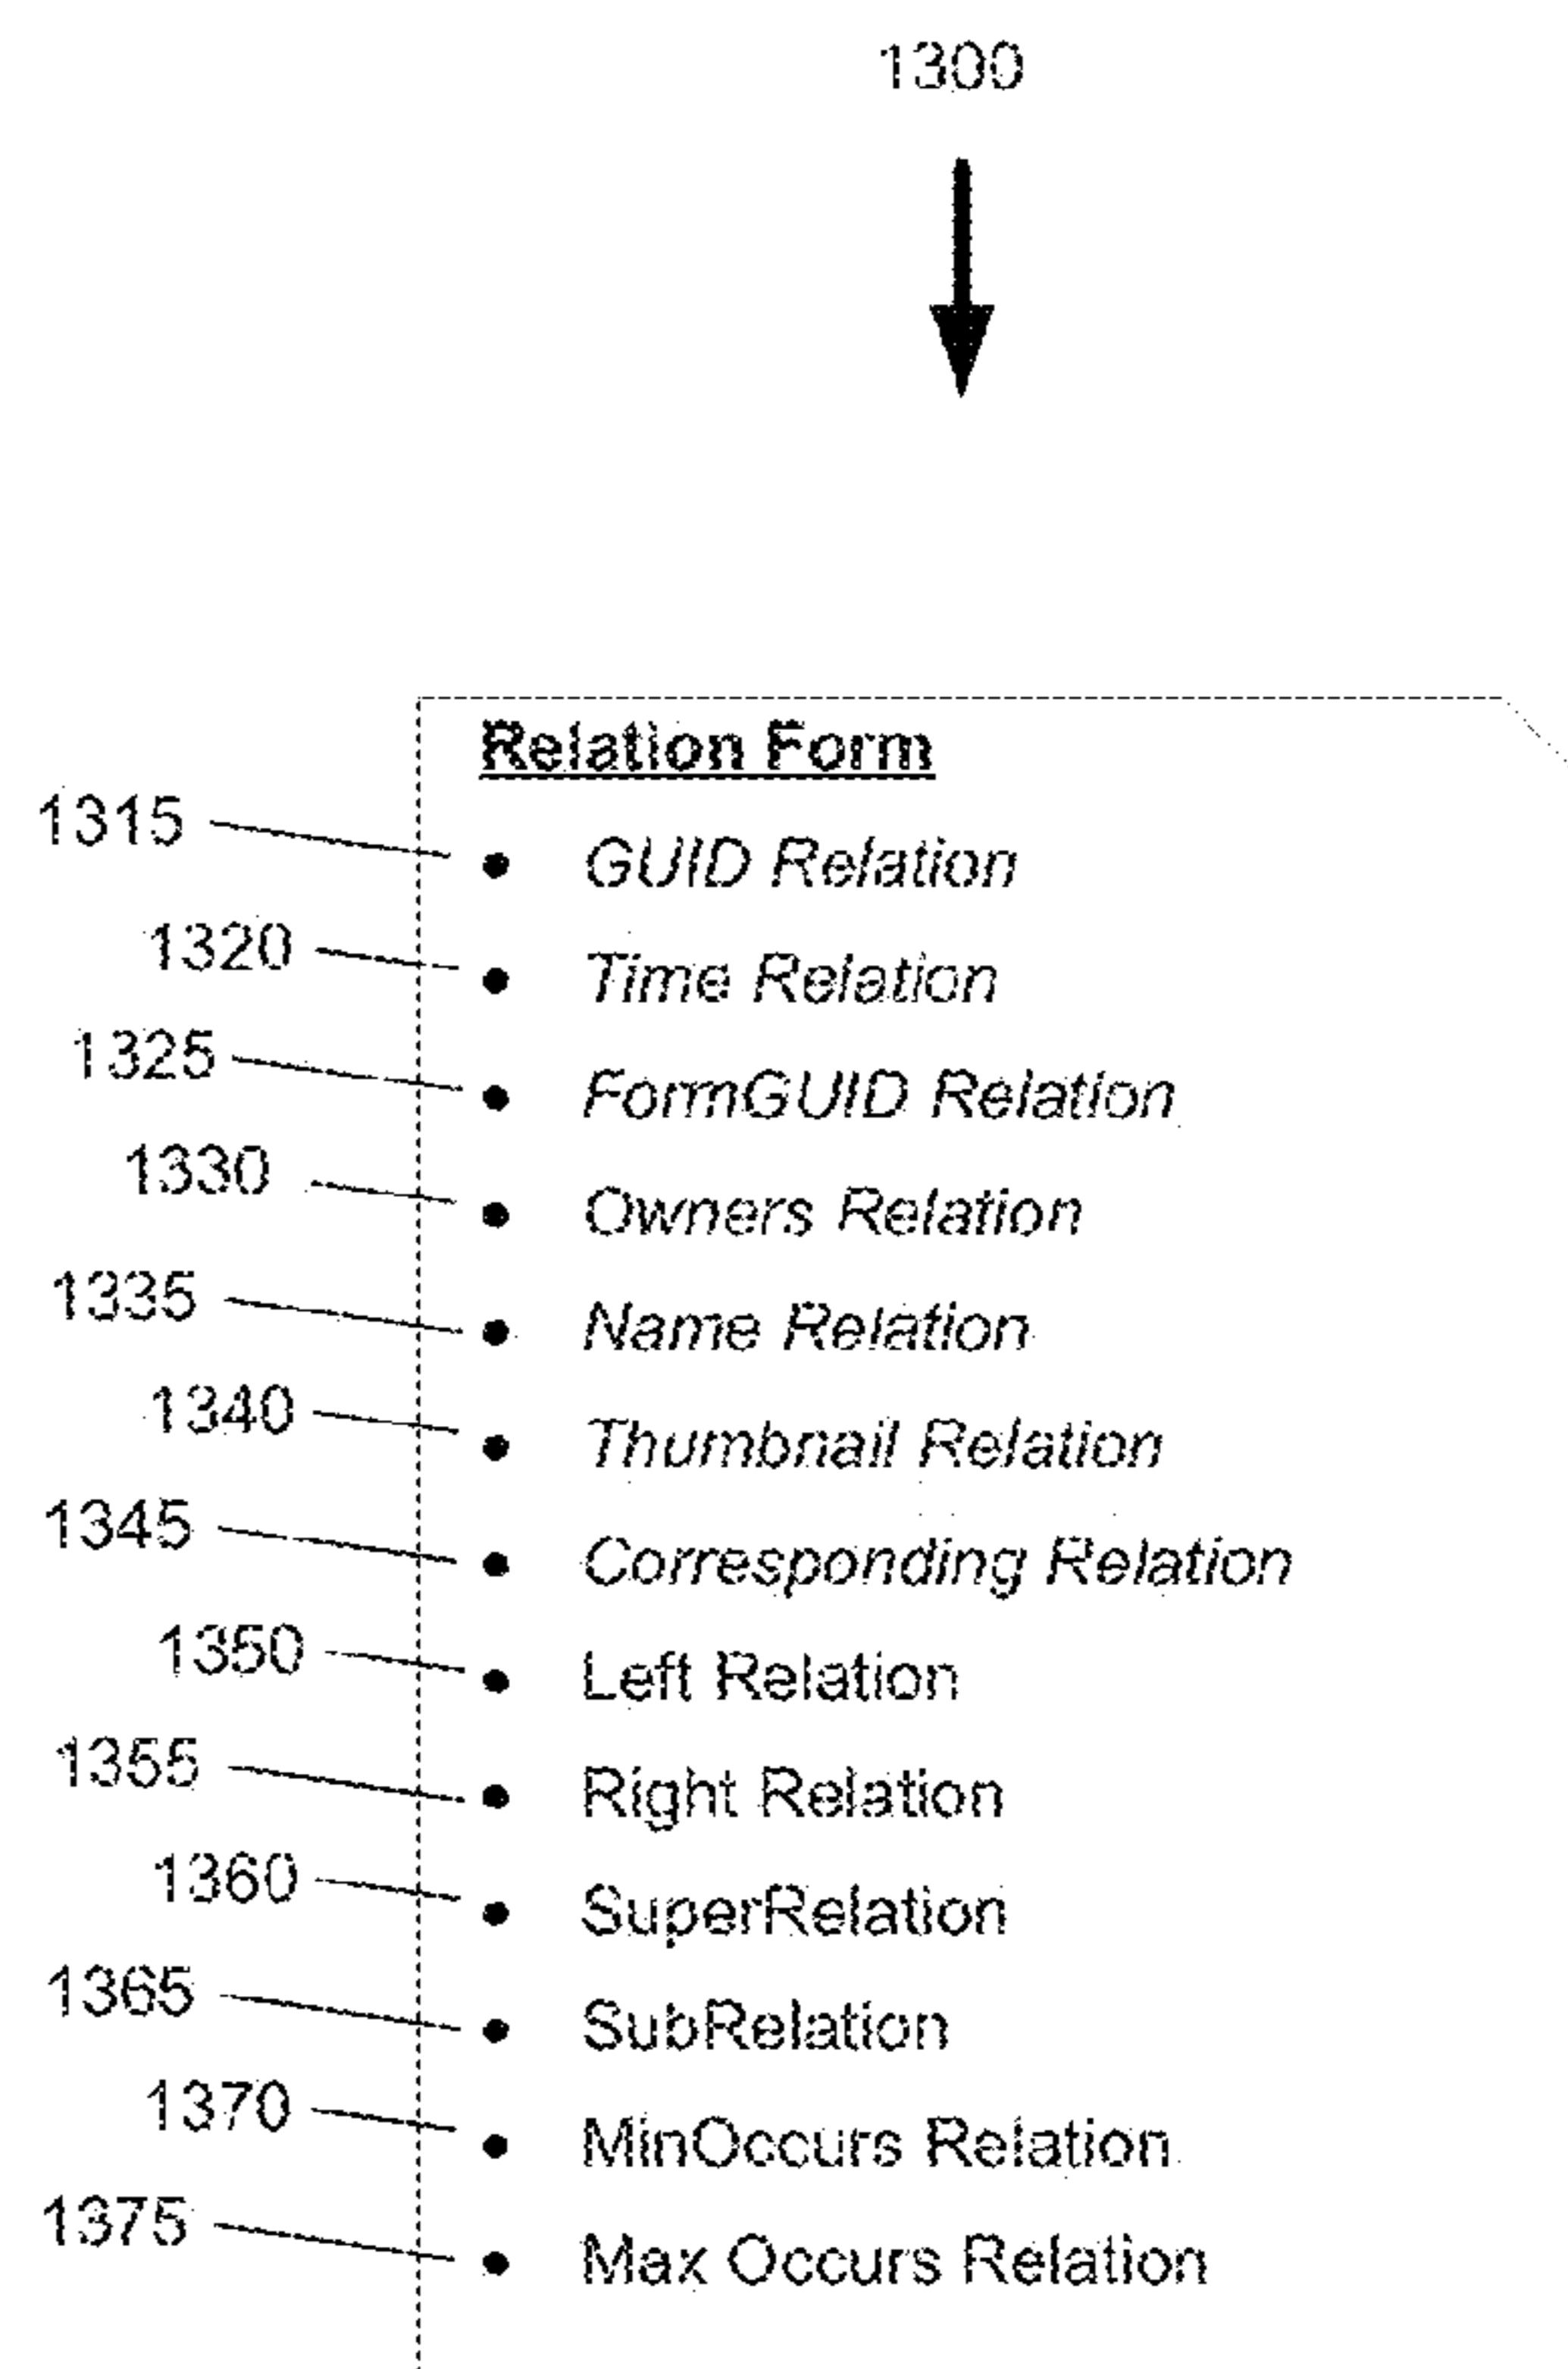 1300
Relation Form
1315 • GUID Relation
1320 • Time Relation
1325 • FormGUID Relation
1330 • Owners Relation
1335 • Name Relation
1340 • Thumbnail Relation
1345 • Corresponding Relation
1350 • Left Relation
1355 • Right Relation
1360 • SuperRelation
1365 • SubRelation
1370 • MinOccurs Relation
1375 • Max Occurs Relation